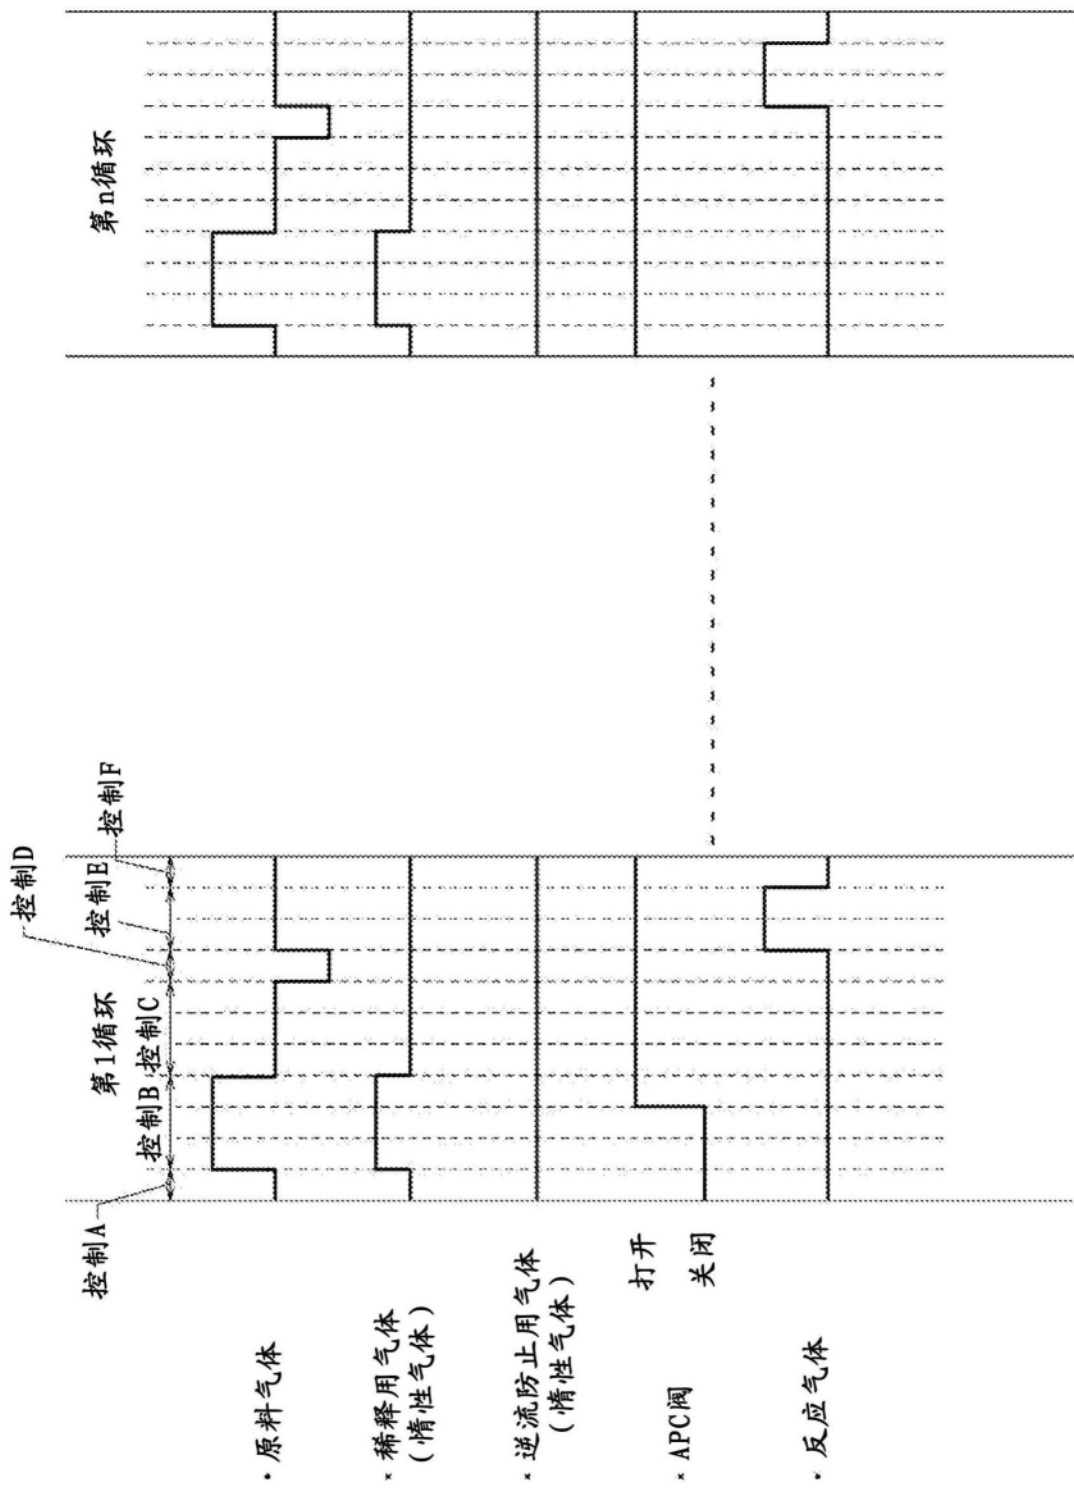 第1循环
第n循环
控制A
控制B
控制C
控制D
控制E
控制F
・原料气体
・稀释用气体
（惰性气体）
・逆流防止用气体
（惰性气体）
・APC阀
打开
关闭
・反应气体